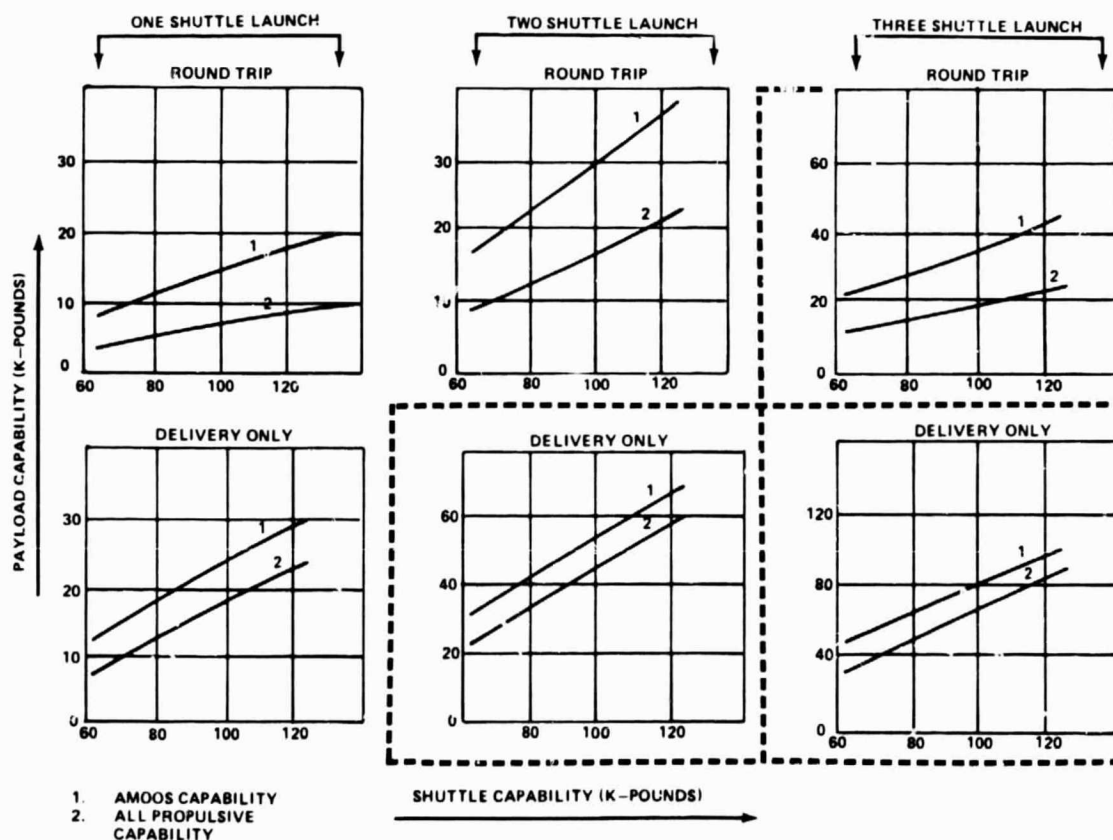 ONE SHUTTLE LAUNCH
TWO SHUTTLE LAUNCH
THREE SHUTTLE LAUNCH
ROUND TRIP
ROUND TRIP
ROUND TRIP
30
20
10
0
60 80 100 120
1
2
30
20
10
0
60 80 100 120
1
2
60
40
20
0
60 80 100 120
1
2
PAYLOAD CAPABILITY (K-POUNDS)
DELIVERY ONLY
DELIVERY ONLY
DELIVERY ONLY
30
20
10
0
60 80 100 120
1
2
60
40
20
0
60 80 100 120
1
2
120
80
40
0
60 80 100 120
1
2
SHUTTLE CAPABILITY (K-POUNDS)
1. AMOOS CAPABILITY
2. ALL PROPULSIVE
CAPABILITY